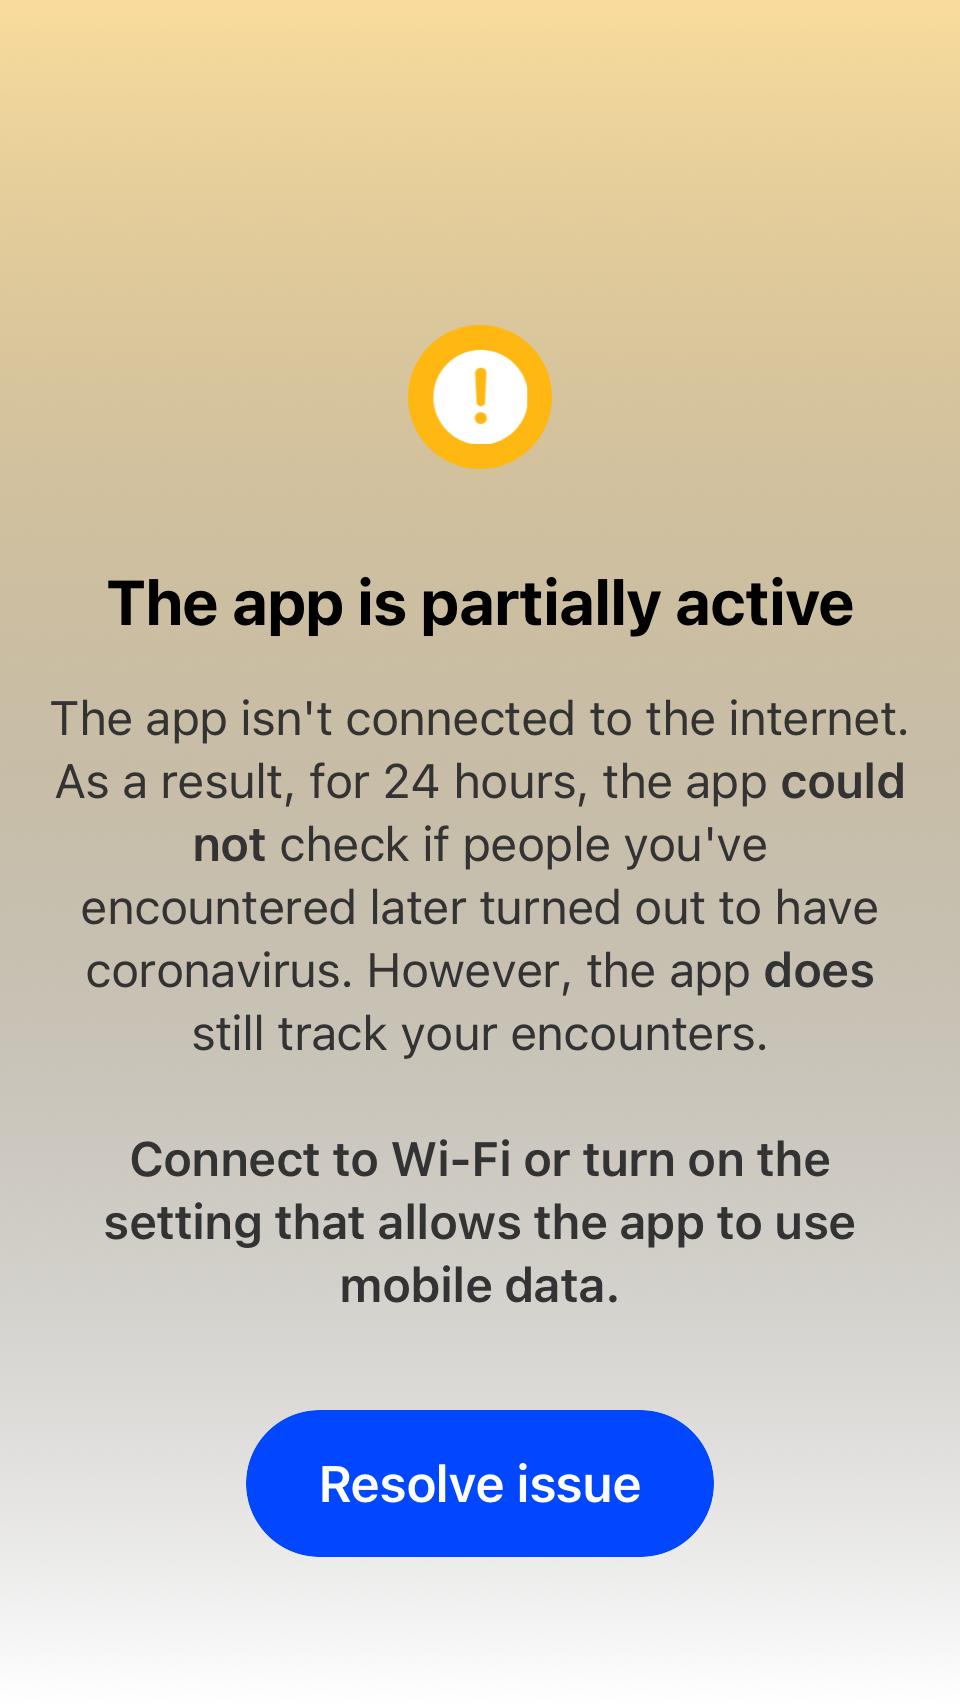 The app is partially active
The app isn't connected to the internet.
As a result, for 24 hours, the app could
not check if people you've
encountered later turned out to have
coronavirus. However, the app does
still track your encounters.
Connect to Wi-Fi or turn on the
setting that allows the app to use
mobile data.
Resolve issue